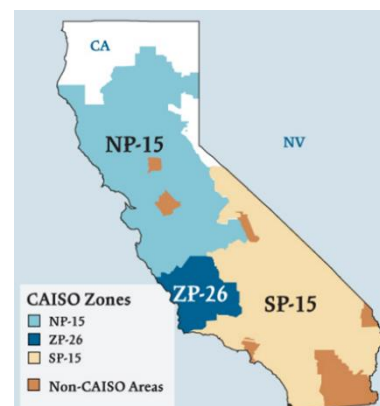 CA
NP-15
NV
ZP-26
SP-15
CAISO Zones
NP-15
ZP-26
SP-15
Non-CAISO Areas